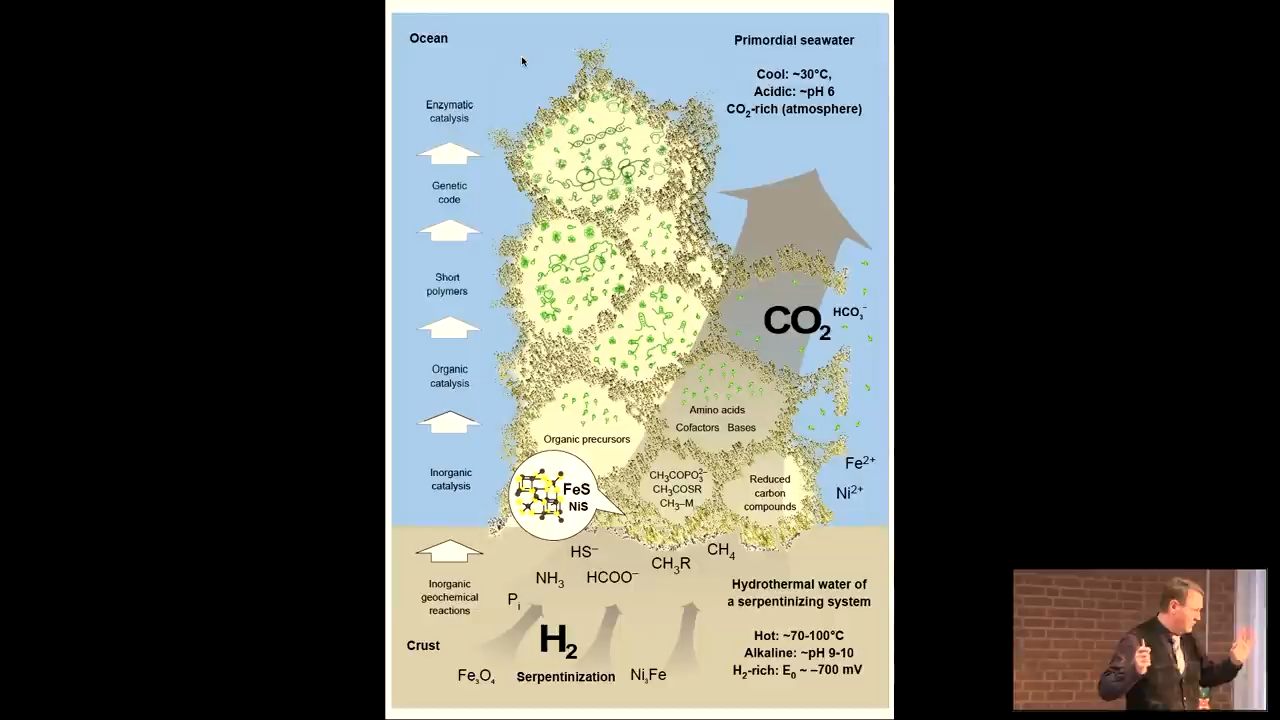 Ocean
Primordial seawater
Cool: ~30°C,
Acidic: ~pH 6
CO₂-rich (atmosphere)
Enzymatic
catalysis
Genetic
code
Short
polymers
Organic
catalysis
Inorganic
catalysis
CO₂
HCO₃⁻
Amino acids
Cofactors Bases
Organic precursors
FeS
NiS
CH₃COPO₃²⁻
CH₃COSR
CH₃–M
Reduced
carbon
compounds
Fe²⁺
Ni²⁺
HS⁻
CH₄
CH₃R
NH₃
HCOO⁻
Pᵢ
Inorganic
geochemical
reactions
Hydrothermal water of
a serpentinizing system
Hot: ~70-100°C
Alkaline: ~pH 9-10
H₂-rich: E₀ ~ –700 mV
Crust
H₂
Fe₃O₄
Serpentinization
Ni₃Fe